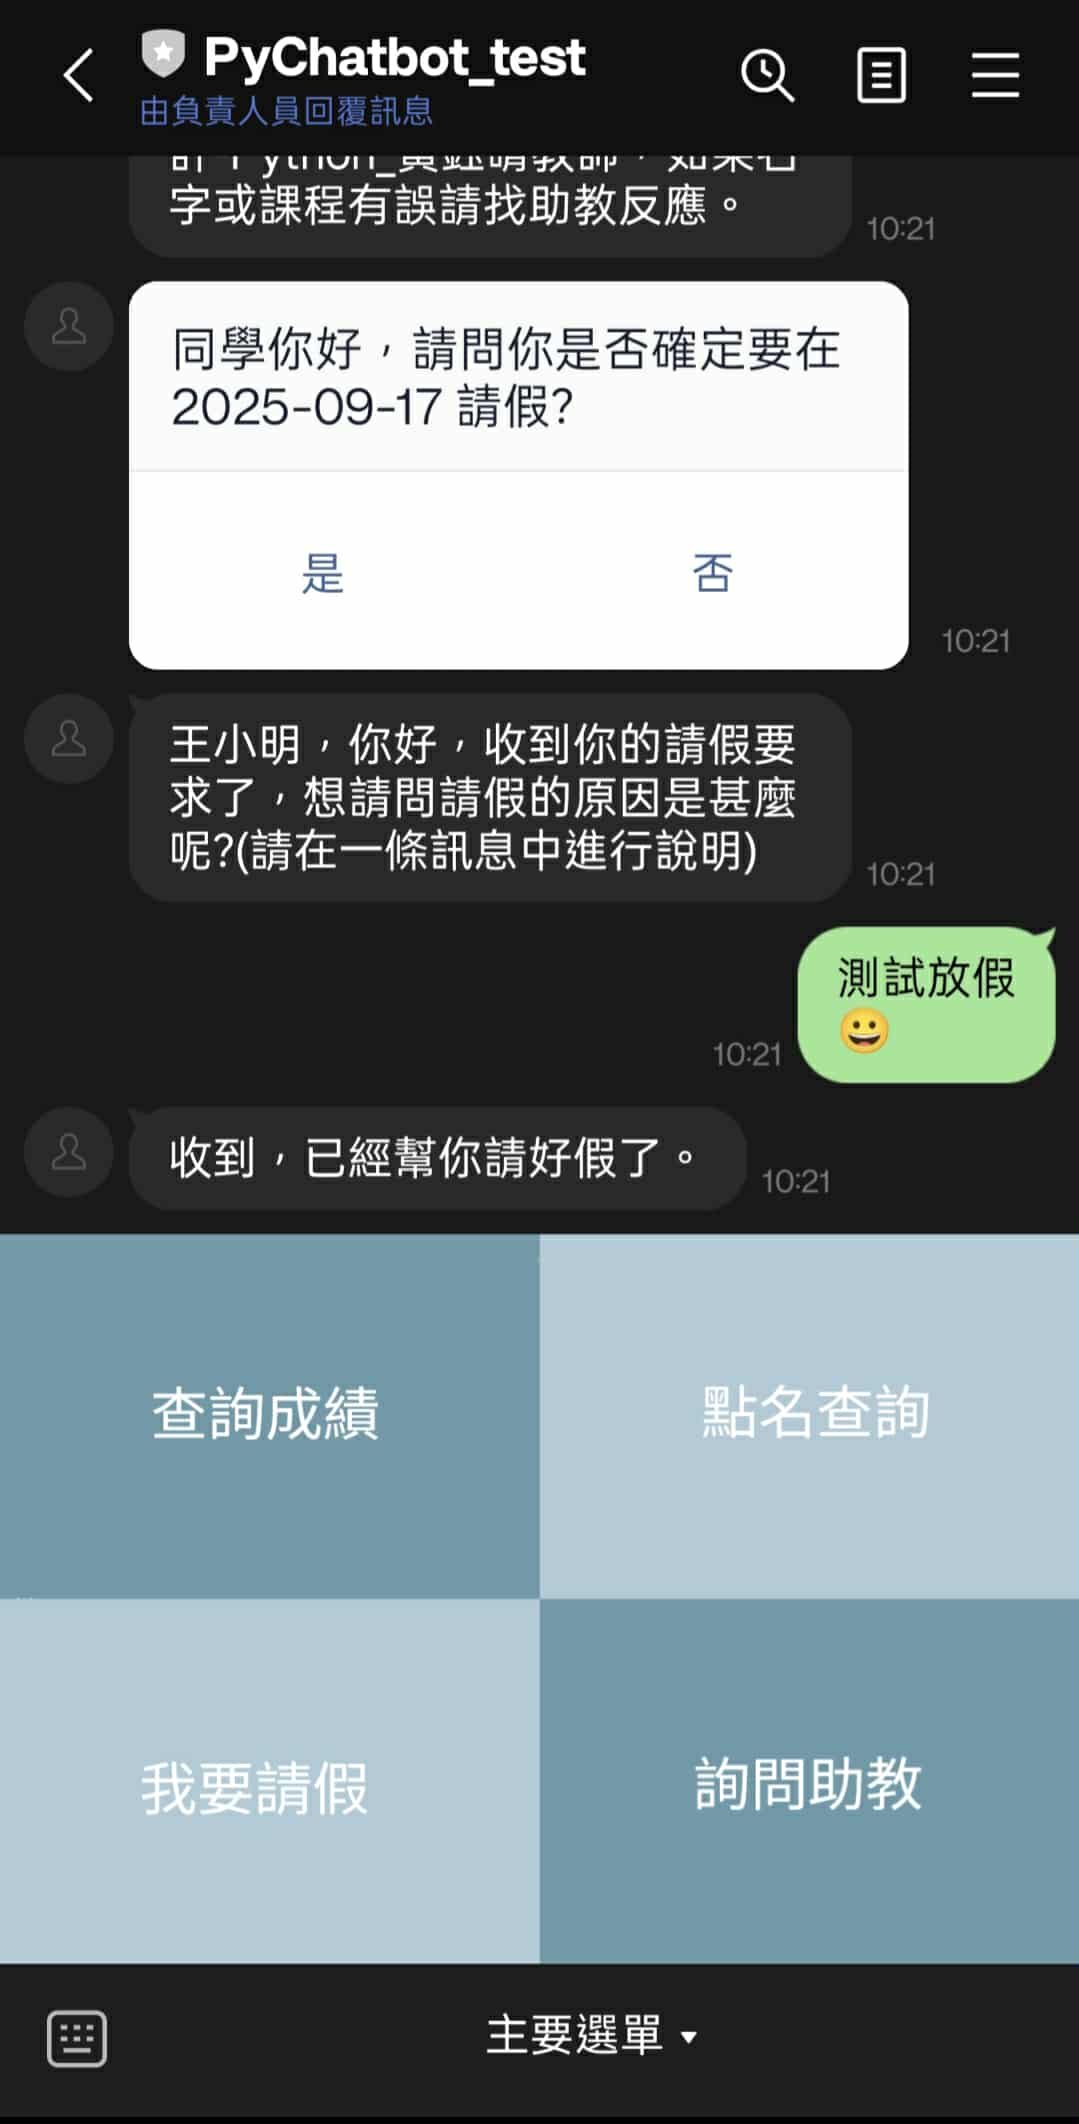 PyChatbot_test
由負責人員回覆訊息
字或課程有誤請找助教反應。
10:21
同學你好，請問你是否確定要在
2025-09-17 請假?
是 否
10:21
王小明，你好，收到你的請假要
求了，想請問請假的原因是甚麼
呢?(請在一條訊息中進行說明)
10:21
測試放假
😀
10:21
收到，已經幫你請好假了。
10:21
查詢成績
點名查詢
我要請假
詢問助教
主要選單